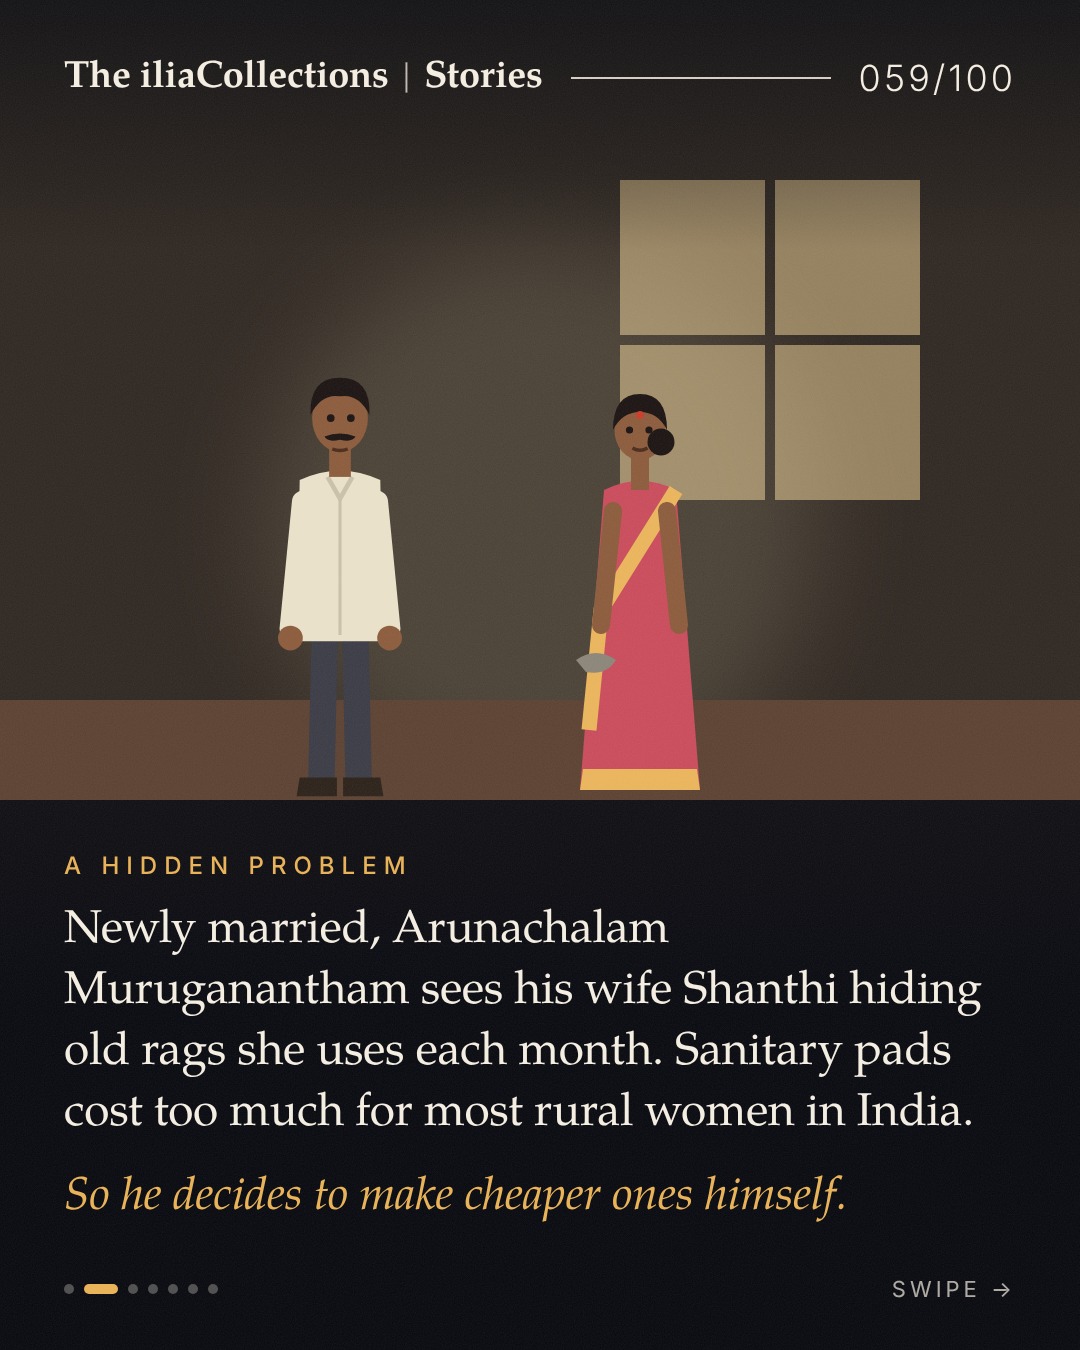 The iliaCollections | Stories 059/100
A HIDDEN PROBLEM
Newly married, Arunachalam
Muruganantham sees his wife Shanthi hiding
old rags she uses each month. Sanitary pads
cost too much for most rural women in India.
So he decides to make cheaper ones himself.
SWIPE →